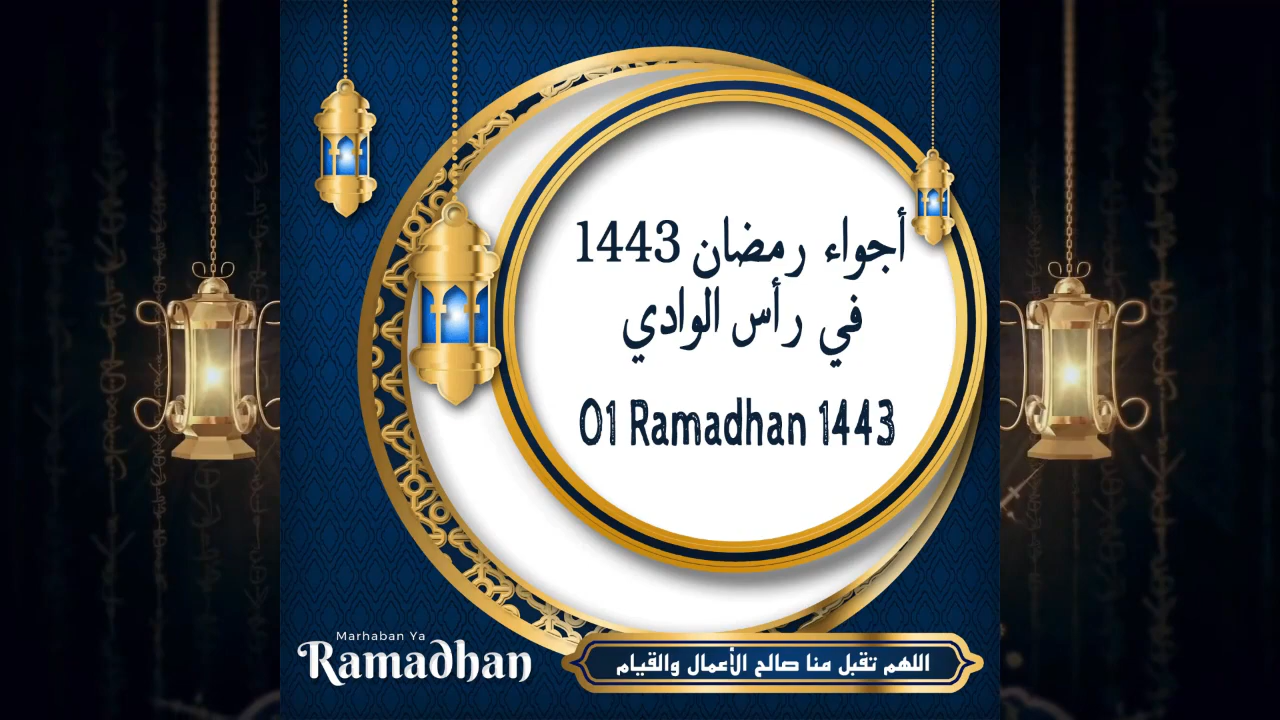 أجواء رمضان 1443
في رأس الوادي
01 Ramadhan 1443
Marhaban Ya
Ramadhan
اللهم تقبل منا صالح الأعمال والقيام